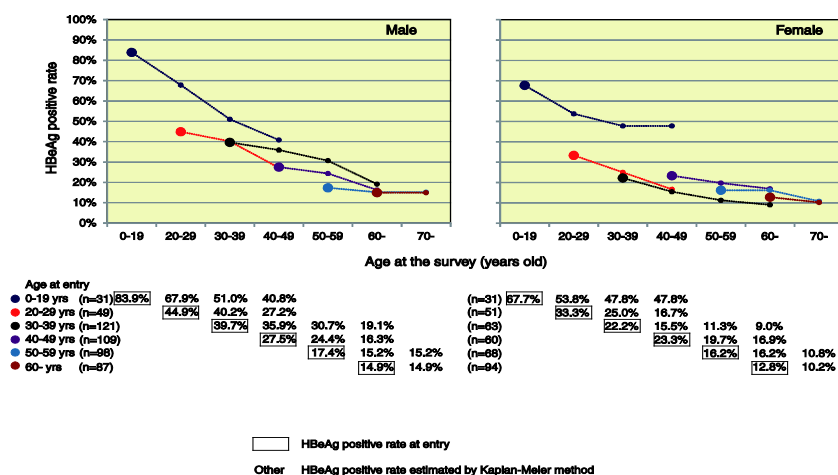 Male
Female
HBeAg positive rate
100%
90%
80%
70%
60%
50%
40%
30%
20%
10%
0%
0-19 20-29 30-39 40-49 50-59 60- 70-
0-19 20-29 30-39 40-49 50-59 60- 70-
Age at the survey (years old)
Age at entry
0-19 yrs (n=31) 83.9% 67.9% 51.0% 40.8% (n=31) 67.7% 53.8% 47.8% 47.8%
20-29 yrs (n=49) 44.9% 40.2% 27.2% (n=51) 33.3% 25.0% 16.7%
30-39 yrs (n=121) 39.7% 35.9% 30.7% 19.1% (n=63) 22.2% 15.5% 11.3% 9.0%
40-49 yrs (n=109) 27.5% 24.4% 16.3% (n=60) 23.3% 19.7% 16.9%
50-59 yrs (n=98) 17.4% 15.2% 15.2% (n=68) 16.2% 16.2% 10.8%
60- yrs (n=87) 14.9% 14.9% (n=94) 12.8% 10.2%
HBeAg positive rate at entry
Other HBeAg positive rate estimated by Kaplan-Meier method